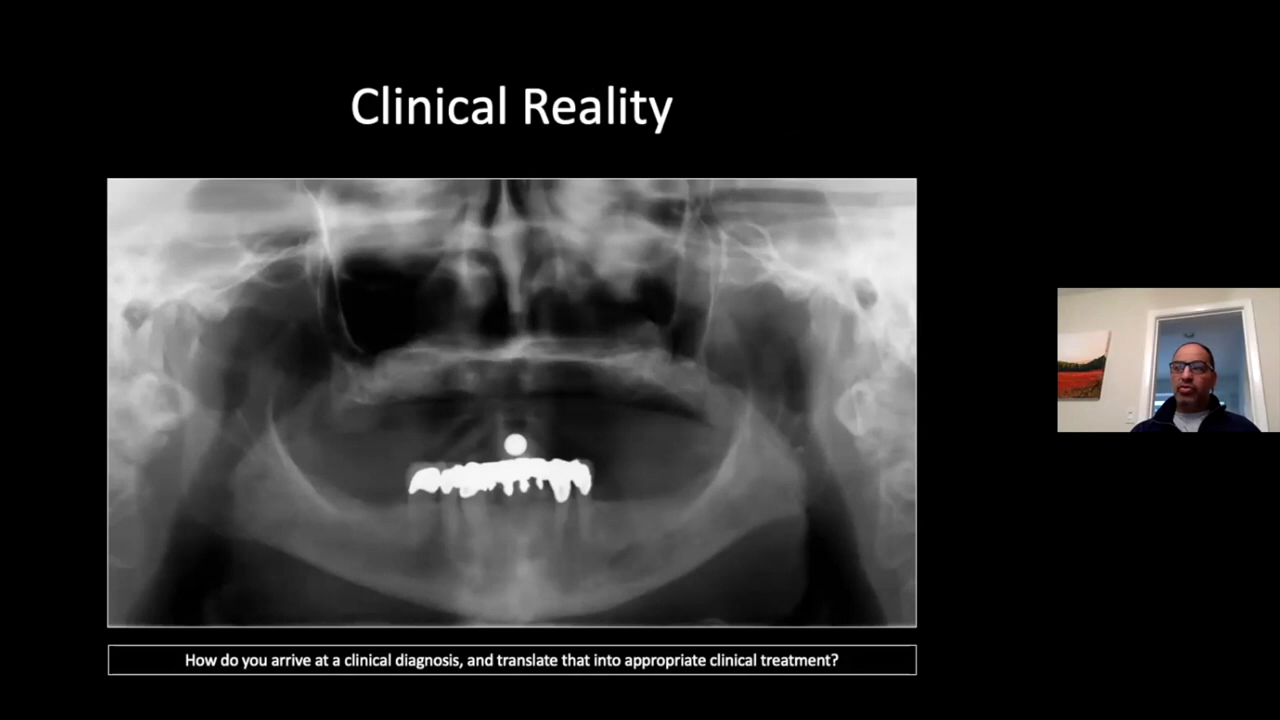 Clinical Reality
How do you arrive at a clinical diagnosis, and translate that into appropriate clinical treatment?